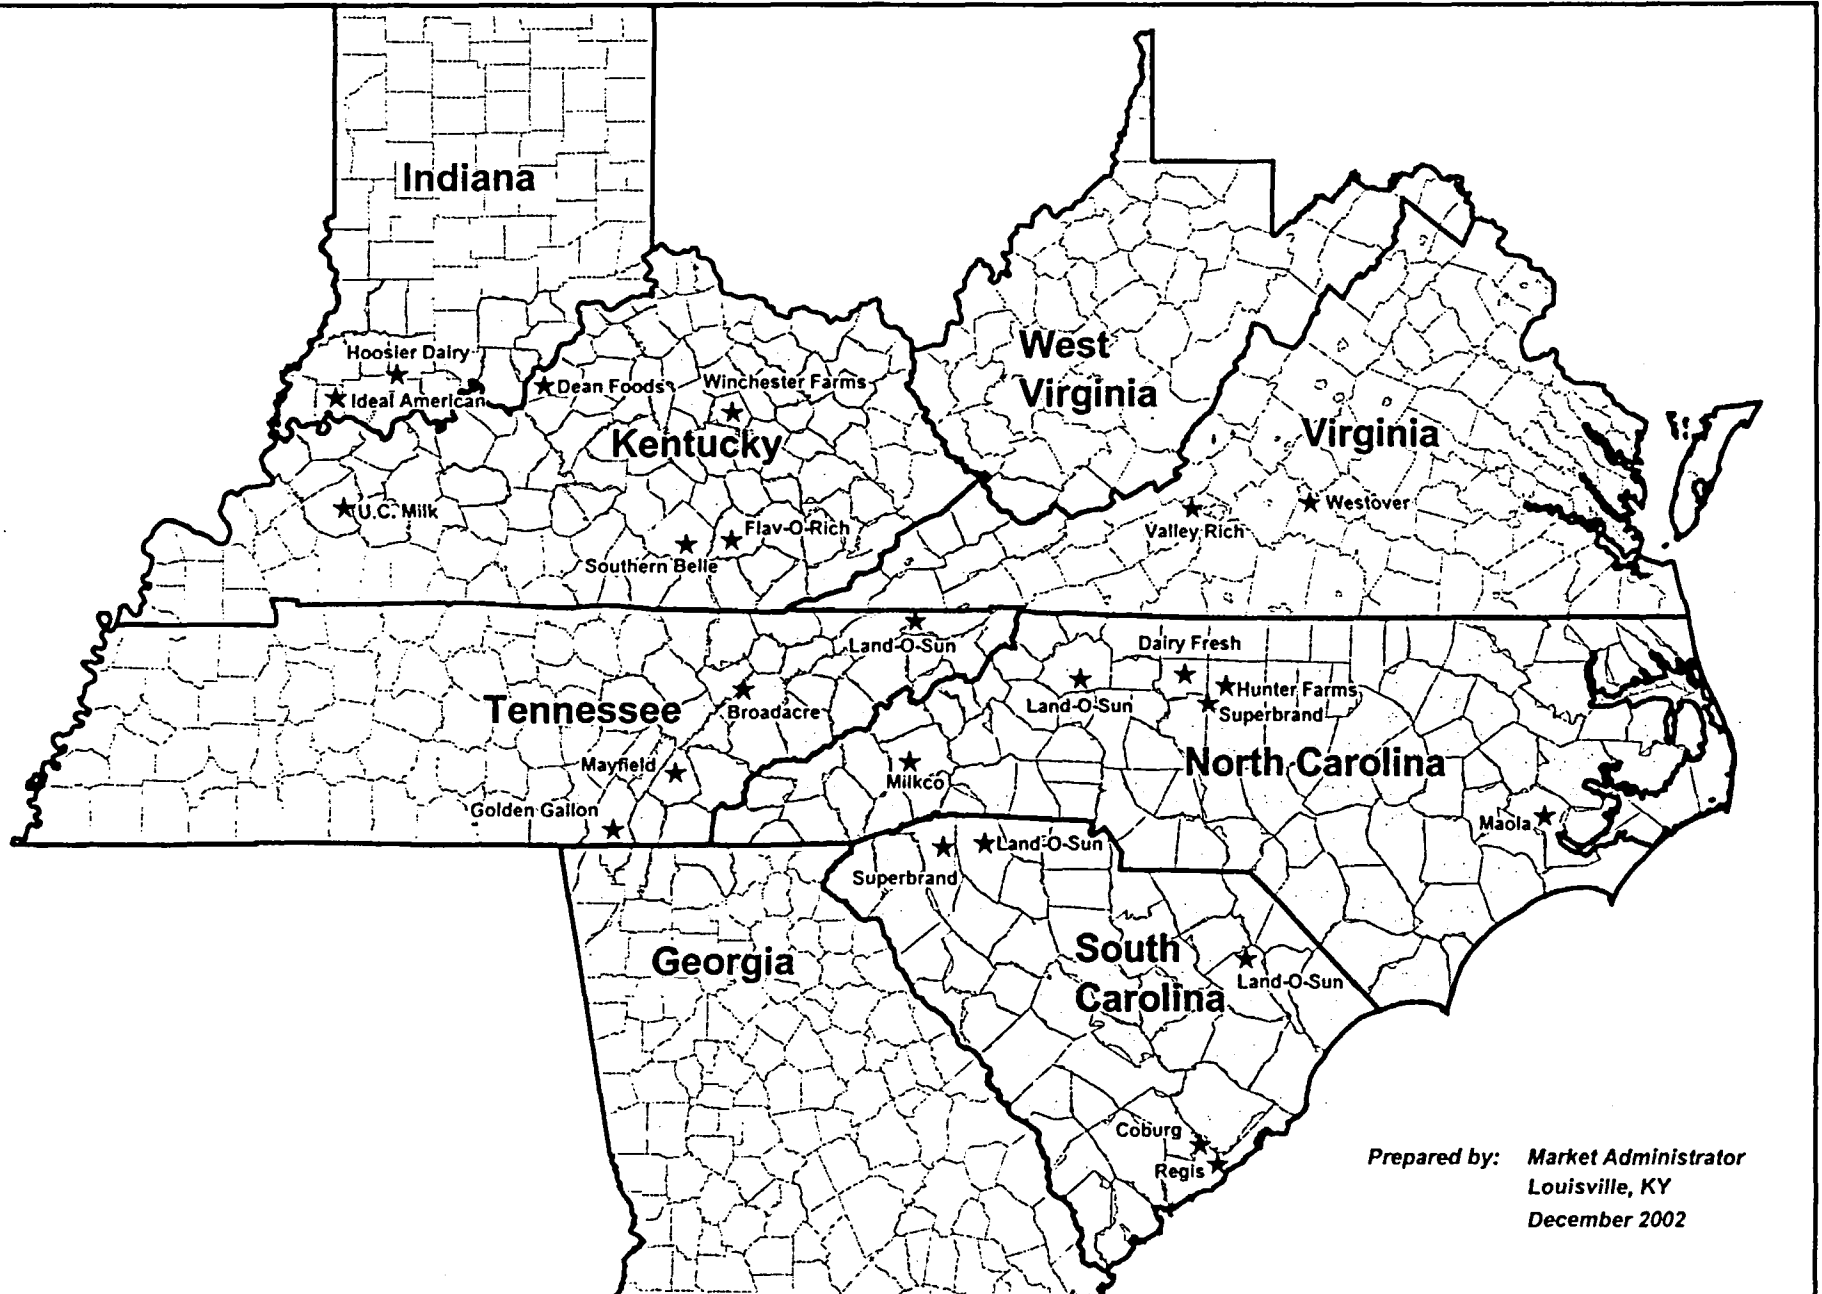 Indiana
West
Virginia
Hoosier Dairy
Ideal American
Dean Foods
Winchester Farms
Kentucky
Virginia
U.C. Milk
Flav-O-Rich
Southern Belle
Valley Rich
Westover
Land-O-Sun
Dairy Fresh
Tennessee
Broadacre
Land-O-Sun
Hunter Farms
Superbrand
Mayfield
Milkco
North Carolina
Golden Gallon
Maola
Superbrand
Land-O-Sun
Georgia
South
Carolina
Land-O-Sun
Coburg
Regis
Prepared by: Market Administrator
Louisville, KY
December 2002